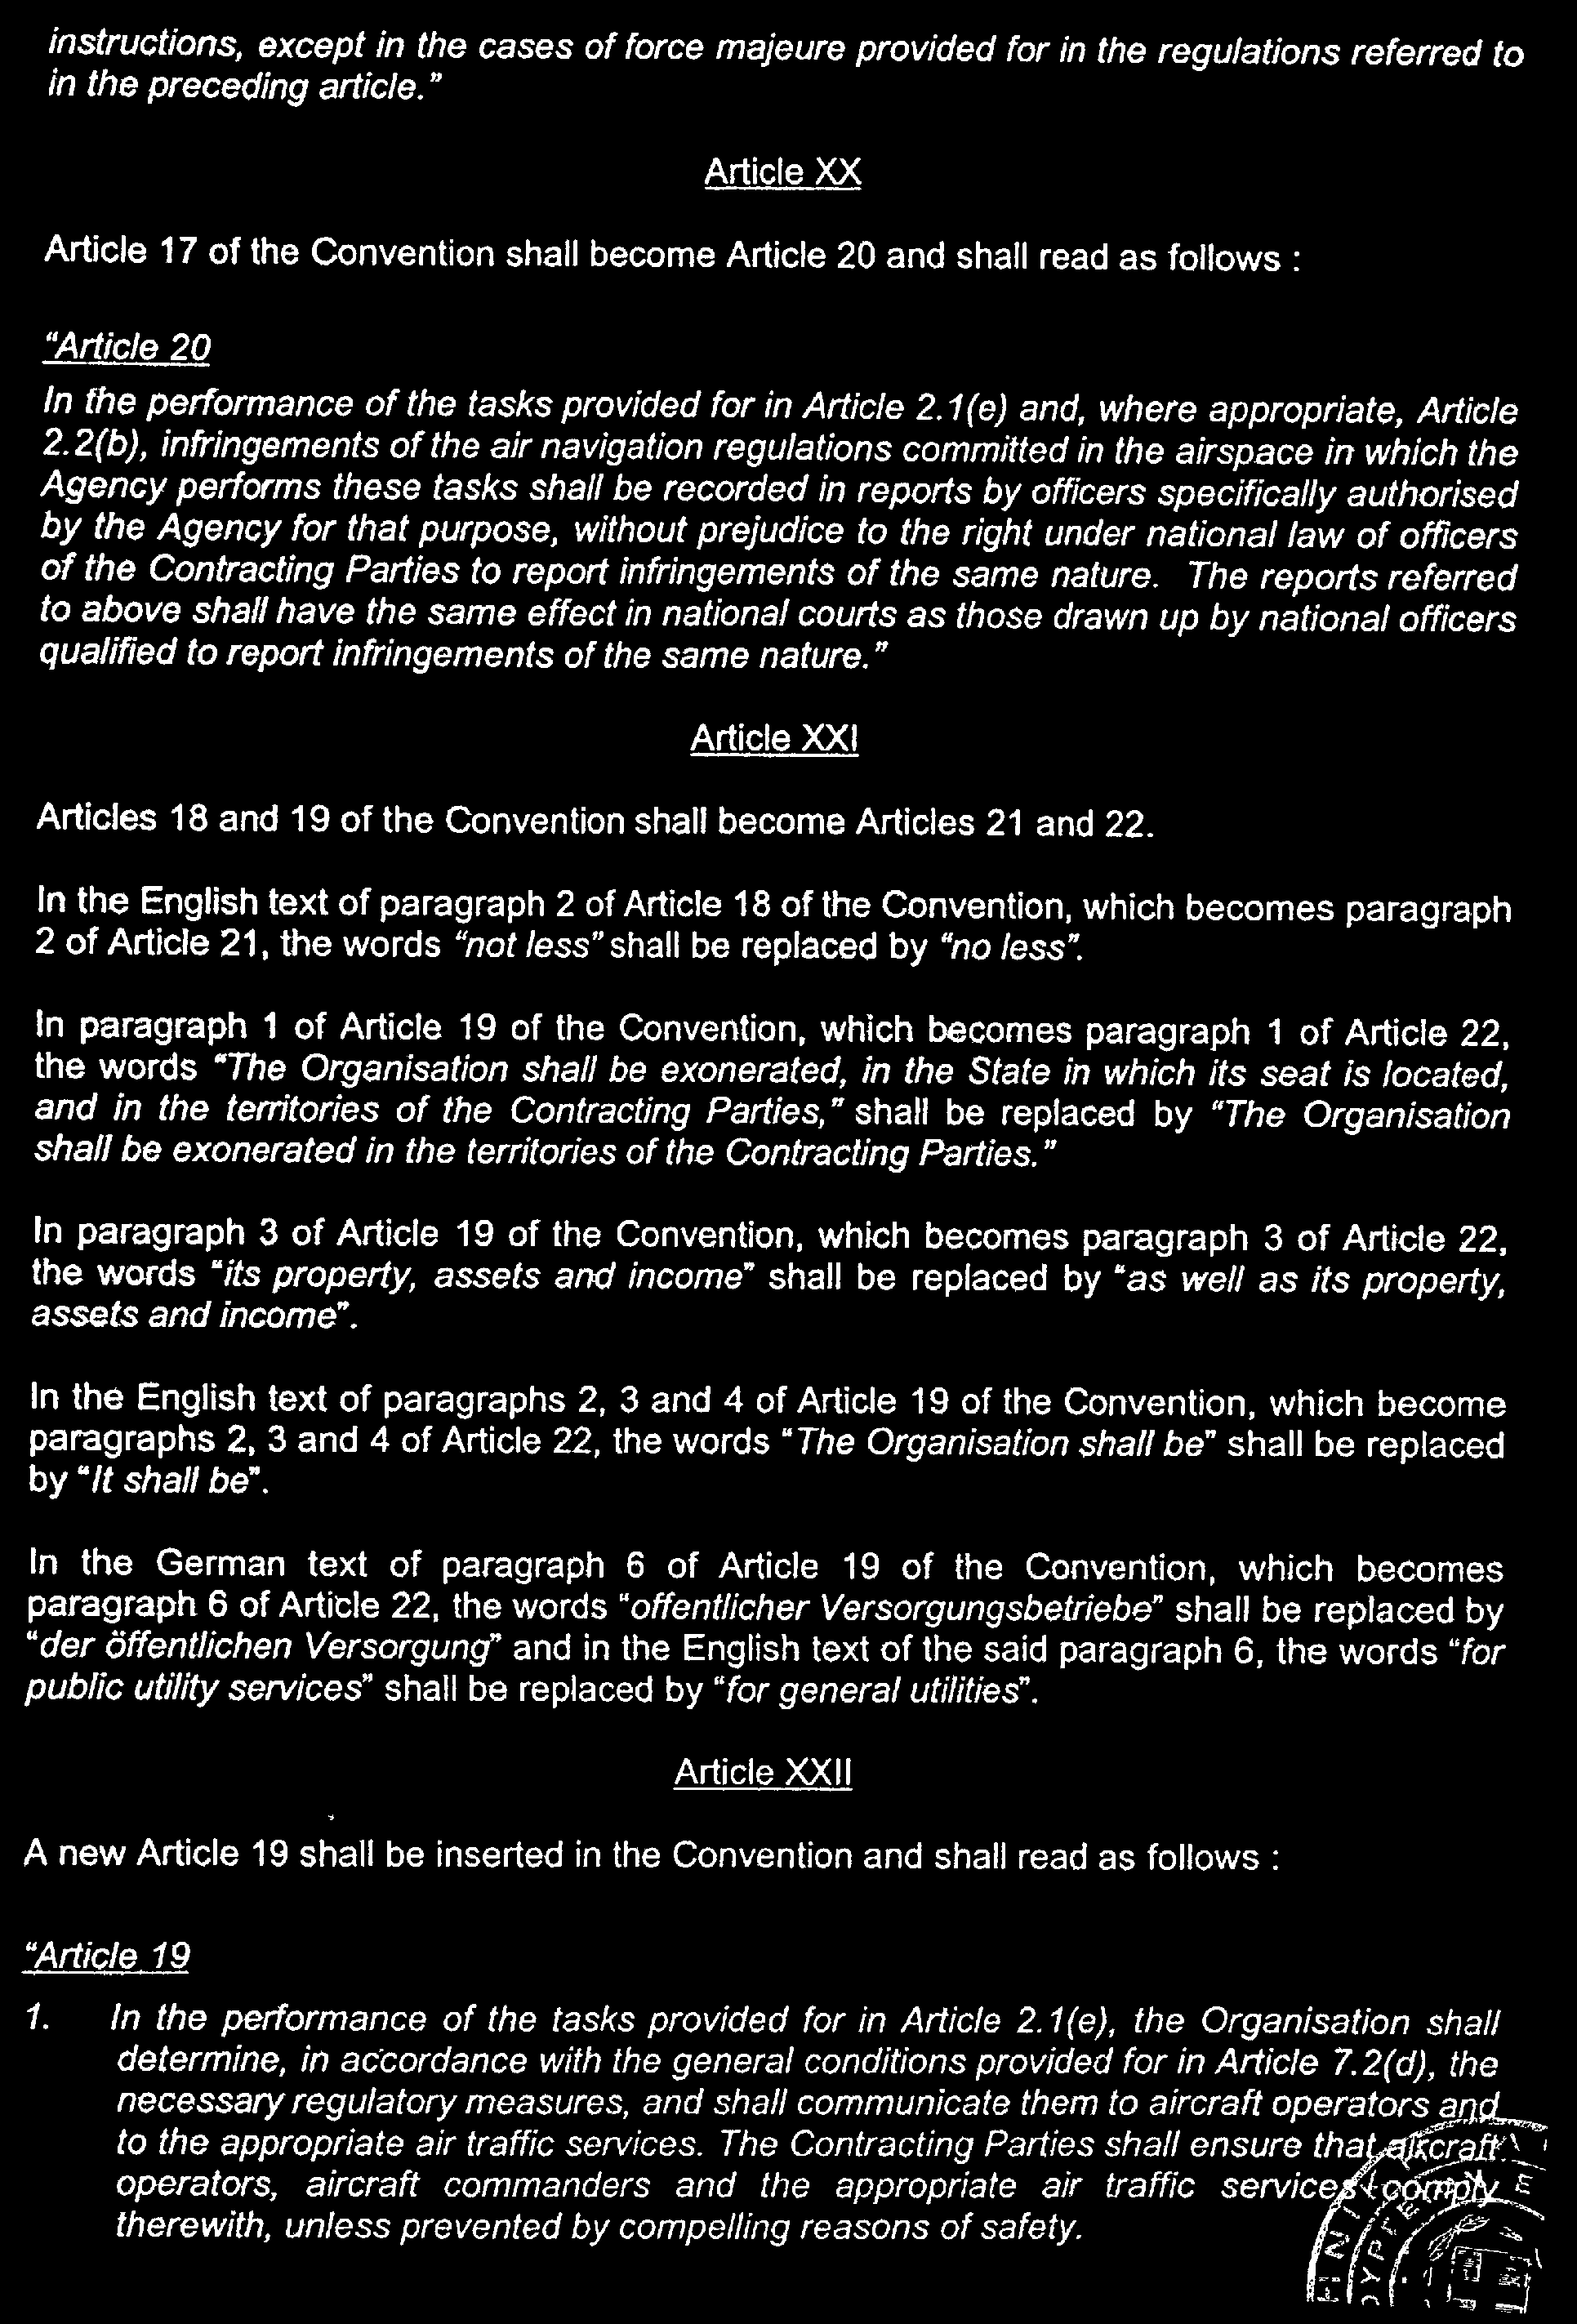 instructions, except in the cases of force majeure provided for in the regulations referred to
in the preceding article.”
Article XX
Article 17 of the Convention shall become Article 20 and shall read as follows :
“Article 20
In the performance of the tasks provided for in Article 2.1(e) and, where appropriate, Article
2.2(b), infringements of the air navigation regulations committed in the airspace in which the
Agency performs these tasks shall be recorded in reports by officers specifically authorised
by the Agency for that purpose, without prejudice to the right under national law of officers
of the Contracting Parties to report infringements of the same nature. The reports referred
to above shall have the same effect in national courts as those drawn up by national officers
qualified to report infringements of the same nature.”
Article XXI
Articles 18 and 19 of the Convention shall become Articles 21 and 22.
In the English text of paragraph 2 of Article 18 of the Convention, which becomes paragraph
2 of Article 21, the words “not less” shall be replaced by “no less”.
In paragraph 1 of Article 19 of the Convention, which becomes paragraph 1 of Article 22,
the words “The Organisation shall be exonerated, in the State in which its seat is located,
and in the territories of the Contracting Parties,” shall be replaced by “The Organisation
shall be exonerated in the territories of the Contracting Parties.”
In paragraph 3 of Article 19 of the Convention, which becomes paragraph 3 of Article 22,
the words “its property, assets and income” shall be replaced by “as well as its property,
assets and income”.
In the English text of paragraphs 2, 3 and 4 of Article 19 of the Convention, which become
paragraphs 2, 3 and 4 of Article 22, the words “The Organisation shall be” shall be replaced
by “It shall be”.
In the German text of paragraph 6 of Article 19 of the Convention, which becomes
paragraph 6 of Article 22, the words “offentlicher Versorgungsbetriebe” shall be replaced by
“der öffentlichen Versorgung” and in the English text of the said paragraph 6, the words “for
public utility services” shall be replaced by “for general utilities”.
Article XXII
A new Article 19 shall be inserted in the Convention and shall read as follows :
“Article 19
1. In the performance of the tasks provided for in Article 2.1(e), the Organisation shall
determine, in accordance with the general conditions provided for in Article 7.2(d), the
necessary regulatory measures, and shall communicate them to aircraft operators and
to the appropriate air traffic services. The Contracting Parties shall ensure that aircraft
operators, aircraft commanders and the appropriate air traffic services comply
therewith, unless prevented by compelling reasons of safety.